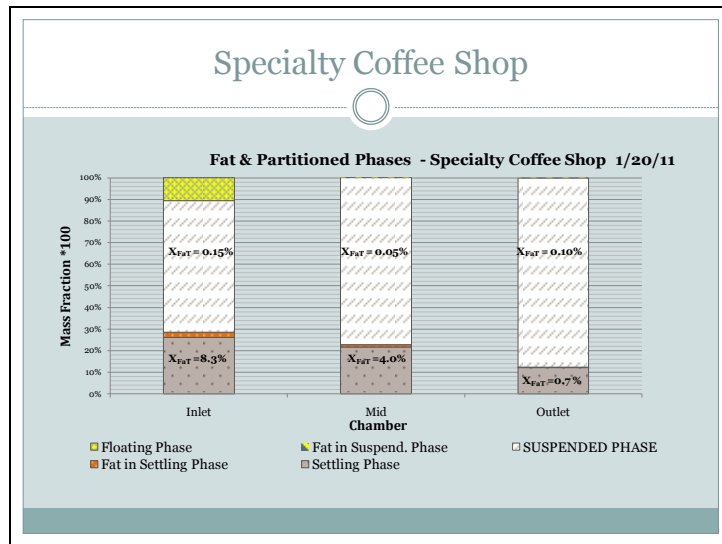 Specialty Coffee Shop
Fat & Partitioned Phases - Specialty Coffee Shop 1/20/11
Mass Fraction *100
100%
90%
80%
70%
60%
50%
40%
30%
20%
10%
0%
XFaT = 0.15%
XFaT = 0.05%
XFaT = 0.10%
XFaT =8.3%
XFaT = 4.0%
XFaT =0.7%
Inlet
Mid
Outlet
Chamber
Floating Phase
Fat in Suspend. Phase
SUSPENDED PHASE
Fat in Settling Phase
Settling Phase